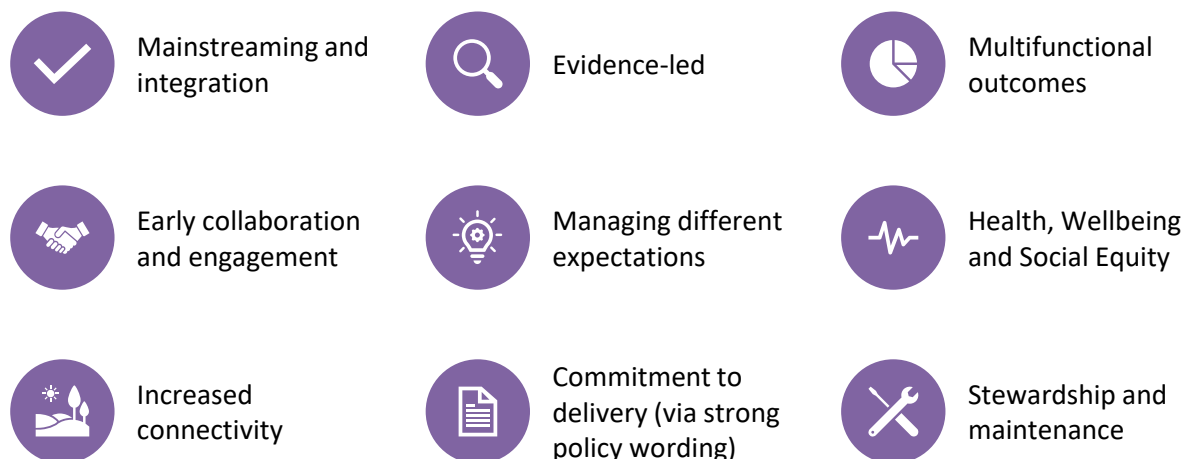 Mainstreaming and
integration
Evidence-led
Multifunctional
outcomes
Early collaboration
and engagement
Managing different
expectations
Health, Wellbeing
and Social Equity
Increased
connectivity
Commitment to
delivery (via strong
policy wording)
Stewardship and
maintenance